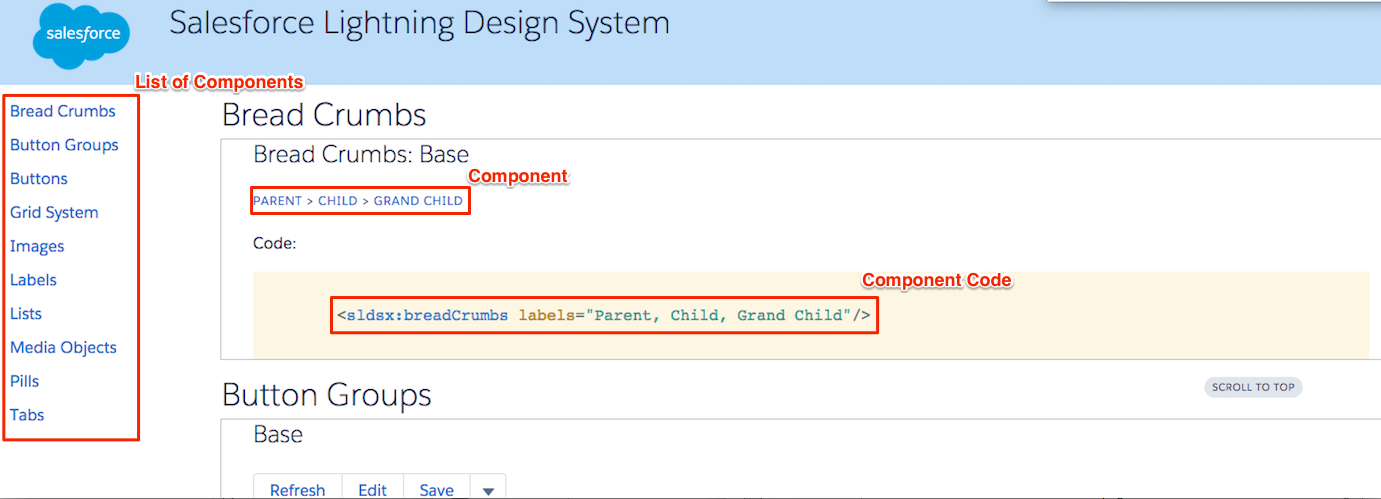 salesforce
Salesforce Lightning Design System
List of Components
Bread Crumbs
Button Groups
Buttons
Grid System
Images
Labels
Lists
Media Objects
Pills
Tabs
Bread Crumbs
Bread Crumbs: Base
Component
PARENT > CHILD > GRAND CHILD
Code:
Component Code
<sldsx:breadCrumbs labels="Parent, Child, Grand Child"/>
Button Groups
SCROLL TO TOP
Base
Refresh Edit Save